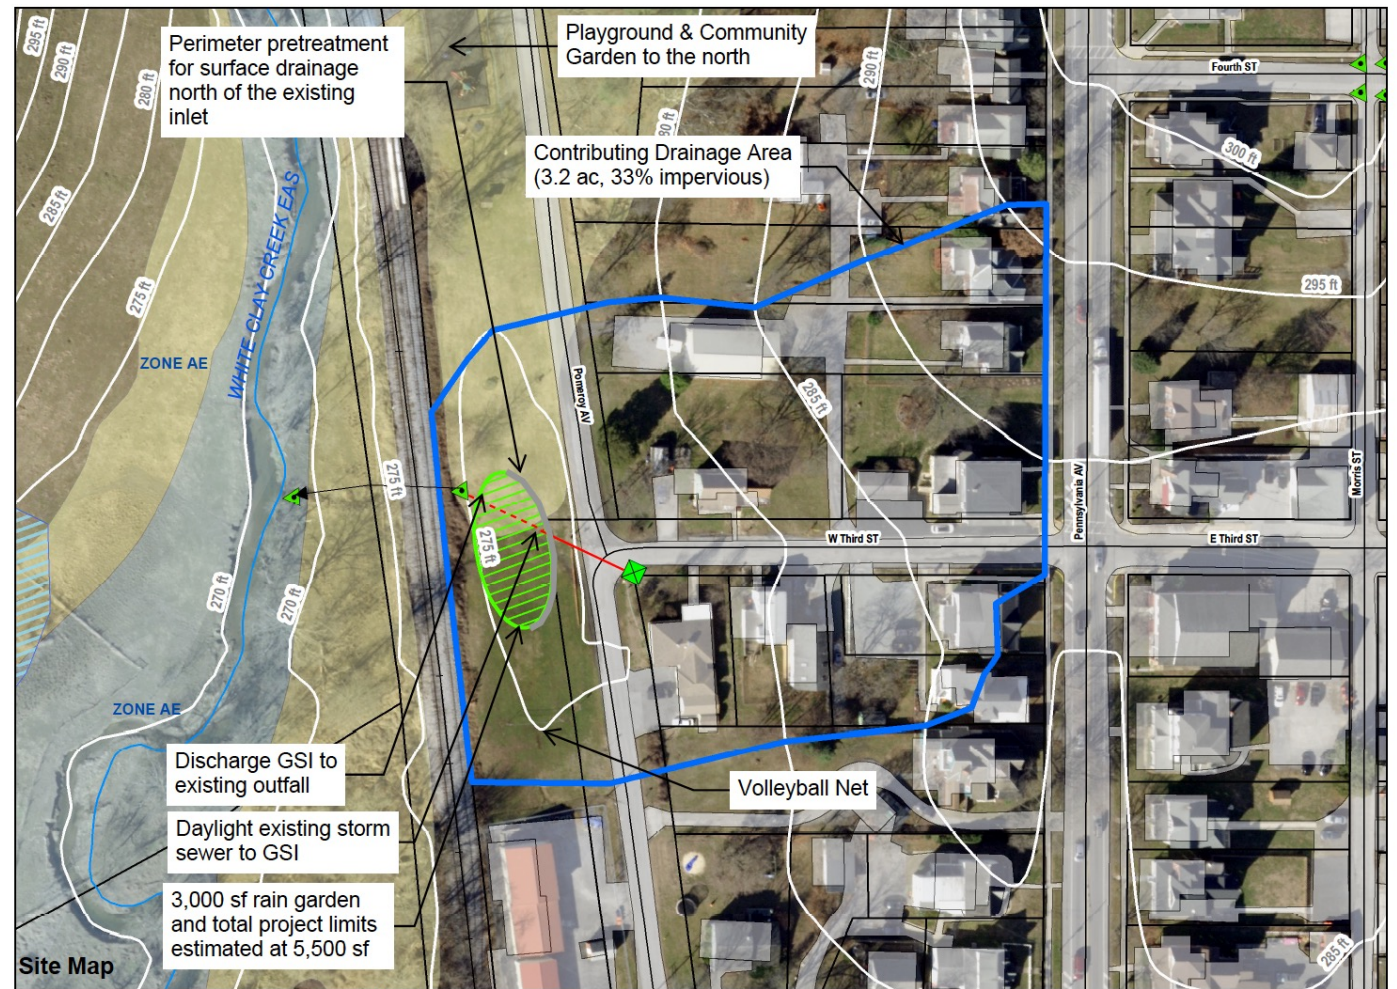 295 ft
290 ft
280 ft
285 ft
275 ft
Perimeter pretreatment
for surface drainage
north of the existing
inlet
Playground & Community
Garden to the north
80 ft
290 ft
Fourth ST
300 ft
Contributing Drainage Area
(3.2 ac, 33% impervious)
WHITE CLAY CREEK EAS
ZONE AE
295 ft
Pomeroy AV
285 ft
275 ft
275 ft
Pennsylvania AV
Morris ST
W Third ST
E Third ST
270 ft
270 ft
ZONE AE
Discharge GSI to
existing outfall
Volleyball Net
Daylight existing storm
sewer to GSI
3,000 sf rain garden
and total project limits
estimated at 5,500 sf
285 ft
Site Map